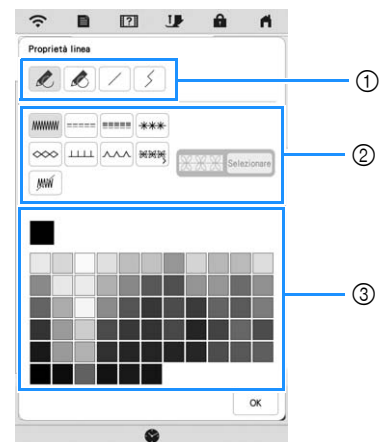 Proprietà linea
①
②
Selezionare
③
OK